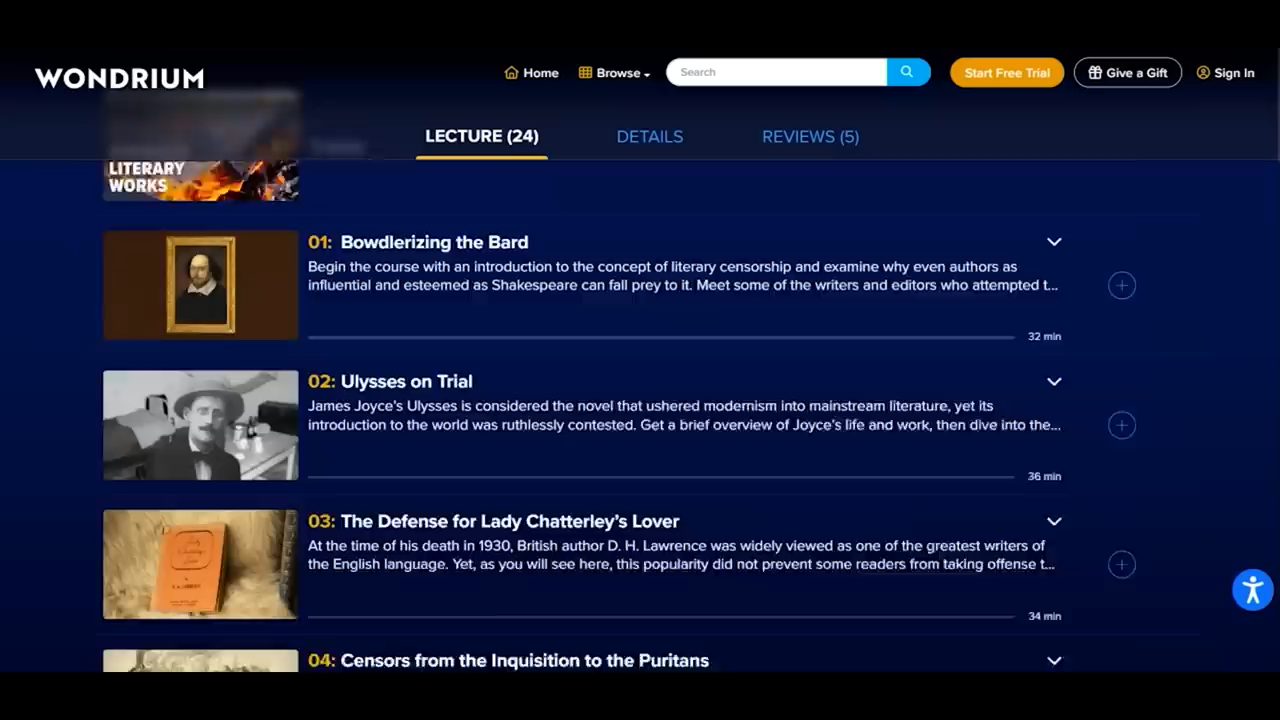 WONDRIUM
Home
Browse
Search
Start Free Trial
Give a Gift
Sign In
LECTURE (24)
DETAILS
REVIEWS (5)
LITERARY
WORKS
01: Bowdlerizing the Bard
Begin the course with an introduction to the concept of literary censorship and examine why even authors as
influential and esteemed as Shakespeare can fall prey to it. Meet some of the writers and editors who attempted t...
32 min
02: Ulysses on Trial
James Joyce's Ulysses is considered the novel that ushered modernism into mainstream literature, yet its
introduction to the world was ruthlessly contested. Get a brief overview of Joyce's life and work, then dive into the...
36 min
03: The Defense for Lady Chatterley's Lover
At the time of his death in 1930, British author D. H. Lawrence was widely viewed as one of the greatest writers of
the English language. Yet, as you will see here, this popularity did not prevent some readers from taking offense t...
34 min
04: Censors from the Inquisition to the Puritans